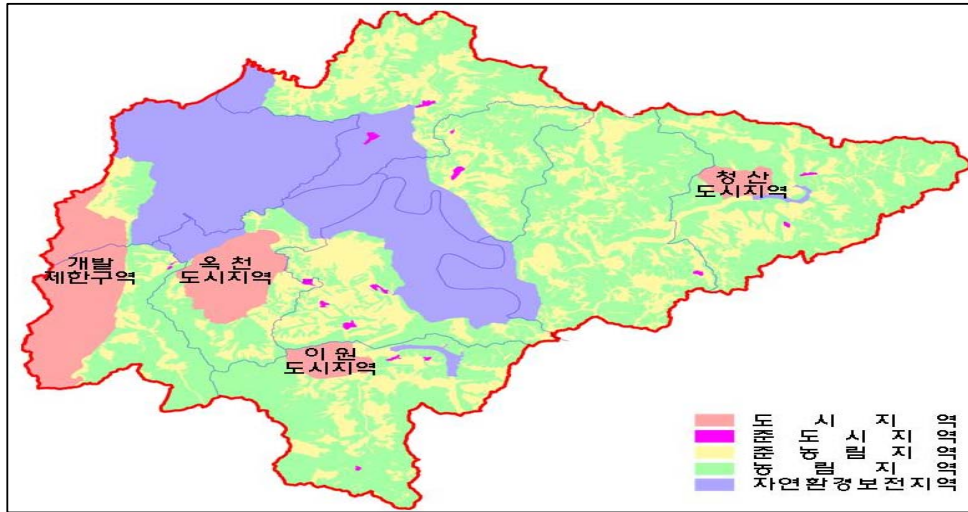 청 산
도시지역
개발
제한구역
옥 천
도시지역
이 원
도시지역
도 시 지 역
준 도 시 지 역
준 농 림 지 역
농 림 지 역
자연환경보전지역